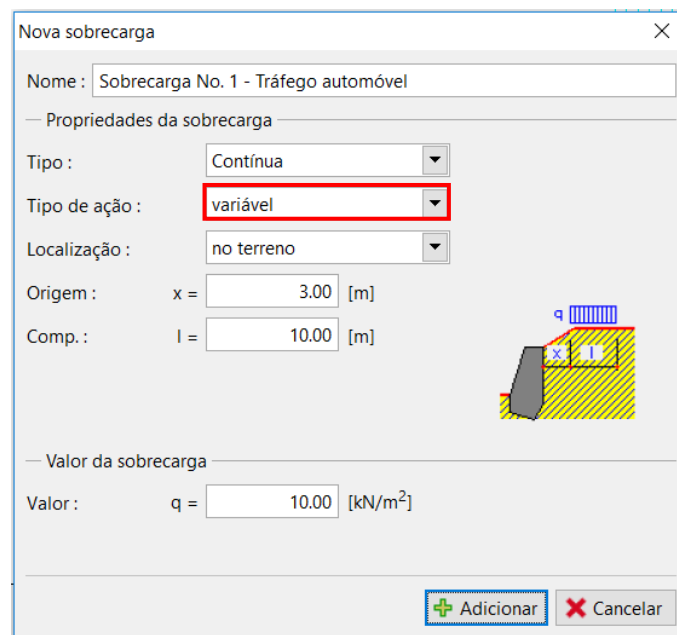 Nova sobrecarga
Nome : Sobrecarga No. 1 - Tráfego automóvel
Propriedades da sobrecarga
Tipo : Contínua
Tipo de ação : variável
Localização : no terreno
Origem : x = 3.00 [m]
Comp. : l = 10.00 [m]
q
x l
Valor da sobrecarga
Valor : q = 10.00 [kN/m²]
Adicionar Cancelar